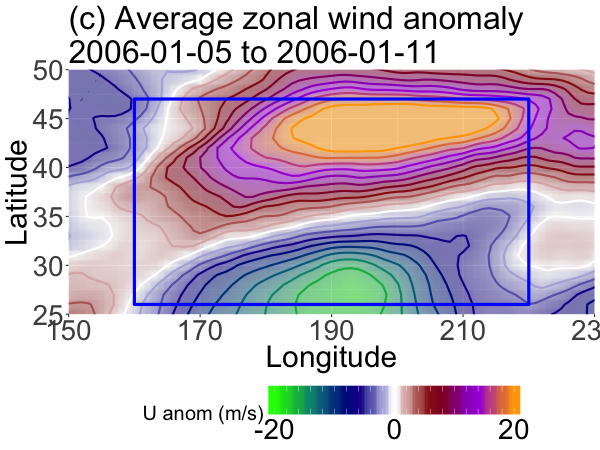 (c) Average zonal wind anomaly
2006-01-05 to 2006-01-11
50
45
40
35
30
25
Latitude
150 170 190 210 230
Longitude
U anom (m/s)
-20 0 20